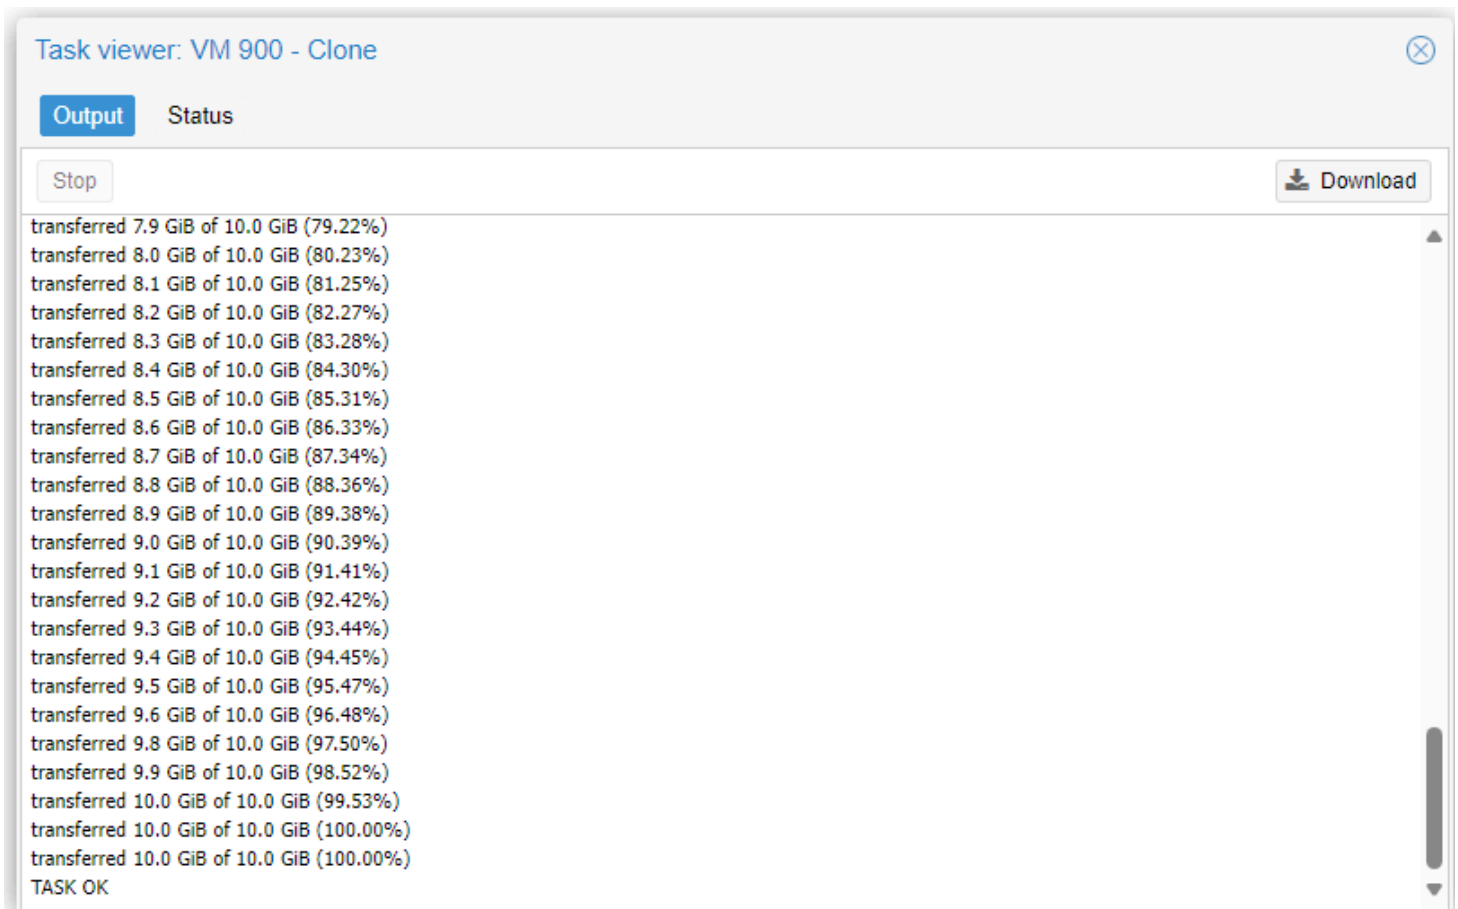 Task viewer: VM 900 - Clone
Output Status
Stop Download
transferred 7.9 GiB of 10.0 GiB (79.22%)
transferred 8.0 GiB of 10.0 GiB (80.23%)
transferred 8.1 GiB of 10.0 GiB (81.25%)
transferred 8.2 GiB of 10.0 GiB (82.27%)
transferred 8.3 GiB of 10.0 GiB (83.28%)
transferred 8.4 GiB of 10.0 GiB (84.30%)
transferred 8.5 GiB of 10.0 GiB (85.31%)
transferred 8.6 GiB of 10.0 GiB (86.33%)
transferred 8.7 GiB of 10.0 GiB (87.34%)
transferred 8.8 GiB of 10.0 GiB (88.36%)
transferred 8.9 GiB of 10.0 GiB (89.38%)
transferred 9.0 GiB of 10.0 GiB (90.39%)
transferred 9.1 GiB of 10.0 GiB (91.41%)
transferred 9.2 GiB of 10.0 GiB (92.42%)
transferred 9.3 GiB of 10.0 GiB (93.44%)
transferred 9.4 GiB of 10.0 GiB (94.45%)
transferred 9.5 GiB of 10.0 GiB (95.47%)
transferred 9.6 GiB of 10.0 GiB (96.48%)
transferred 9.8 GiB of 10.0 GiB (97.50%)
transferred 9.9 GiB of 10.0 GiB (98.52%)
transferred 10.0 GiB of 10.0 GiB (99.53%)
transferred 10.0 GiB of 10.0 GiB (100.00%)
transferred 10.0 GiB of 10.0 GiB (100.00%)
TASK OK